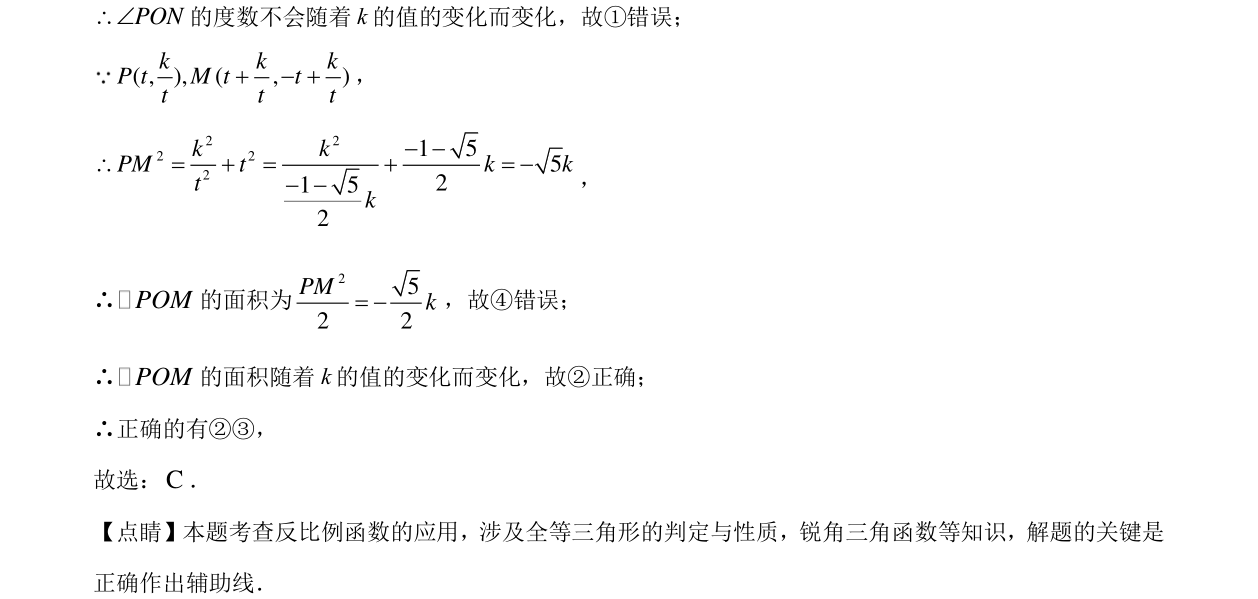 ∴∠PON 的度数不会随着 k 的值的变化而变化，故①错误；
∵P(t,k/t),M(t+k/t,−t+k/t)，
∴PM²=k²/t²+t²=k²/((−1−√5)/2 k)+(−1−√5)/2 k=−√5k，
∴□POM 的面积为 PM²/2=−√5/2 k，故④错误；
∴□POM 的面积随着 k 的值的变化而变化，故②正确；
∴正确的有②③，
故选：C．
【点睛】本题考查反比例函数的应用，涉及全等三角形的判定与性质，锐角三角函数等知识，解题的关键是
正确作出辅助线．